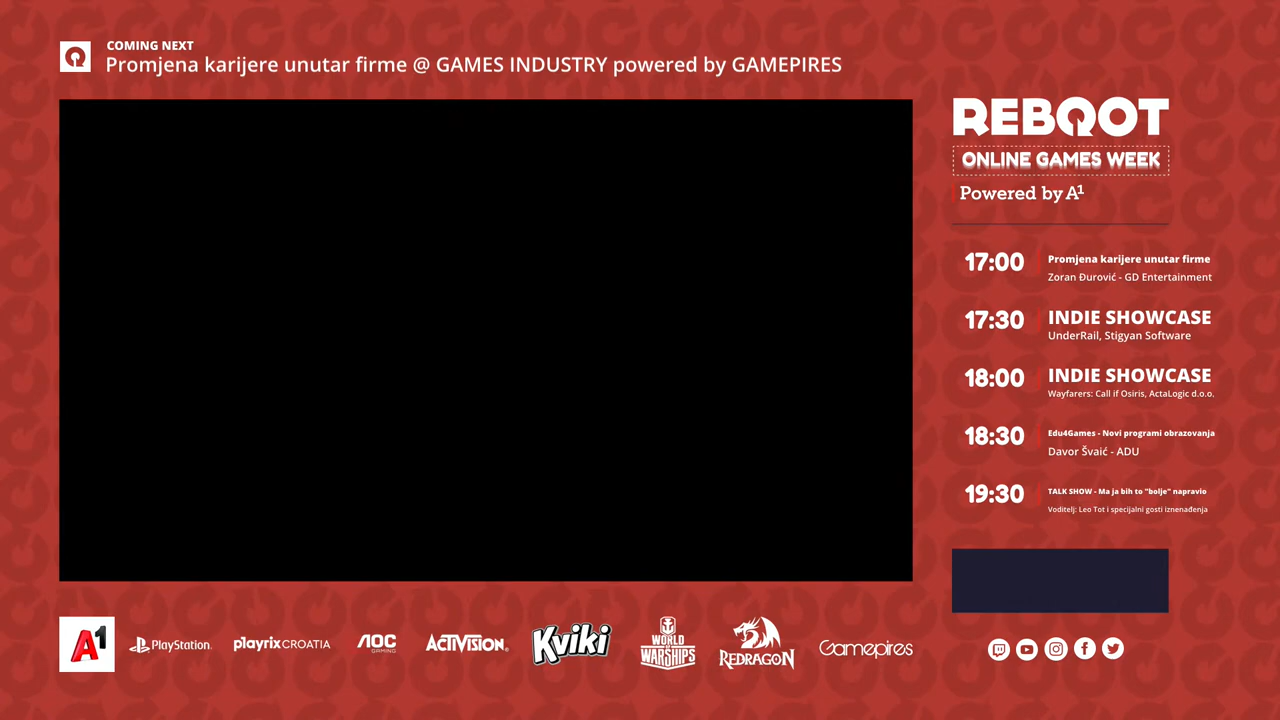 COMING NEXT
Promjena karijere unutar firme @ GAMES INDUSTRY powered by GAMEPIRES
REBOOT
ONLINE GAMES WEEK
Powered by A1
17:00
Promjena karijere unutar firme
Zoran Đurović - GD Entertainment
17:30
INDIE SHOWCASE
UnderRail, Stigyan Software
18:00
INDIE SHOWCASE
Wayfarers: Call if Osiris, ActaLogic d.o.o.
18:30
Edu4Games - Novi programi obrazovanja
Davor Švaić - ADU
19:30
TALK SHOW - Ma ja bih to "bolje" napravio
Voditelj: Leo Tot i specijalni gosti iznenađenja
A1
PlayStation.
playrix CROATIA
AOC
GAMING
ACTIVISION®
Kviki
WORLD
OF
WARSHIPS
REDRAGON
Gamepires